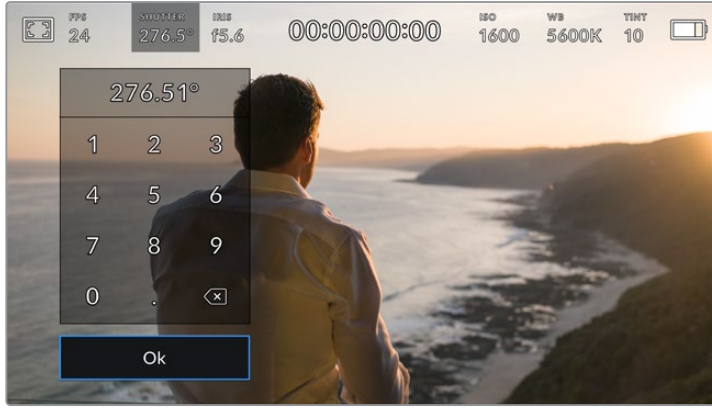 FPS SHUTTER IRIS ISO WB TINT
24 276.5° f5.6 00:00:00:00 1600 5600K 10
276.51°
1 2 3
4 5 6
7 8 9
0 .
Ok